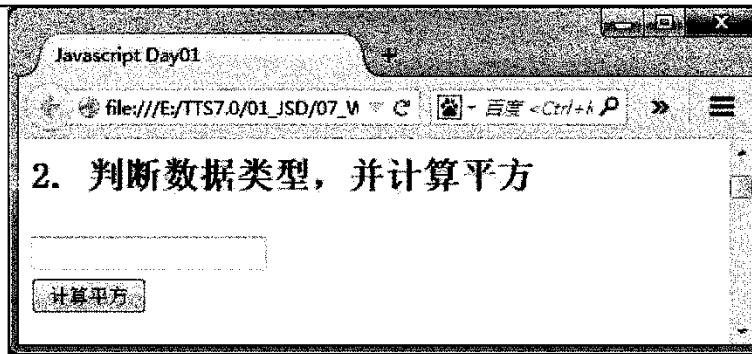 Javascript Day01
file:///E:/TTS7.0/01_JSD/07_W
百度 <Ctrl+k
2. 判断数据类型，并计算平方
计算平方